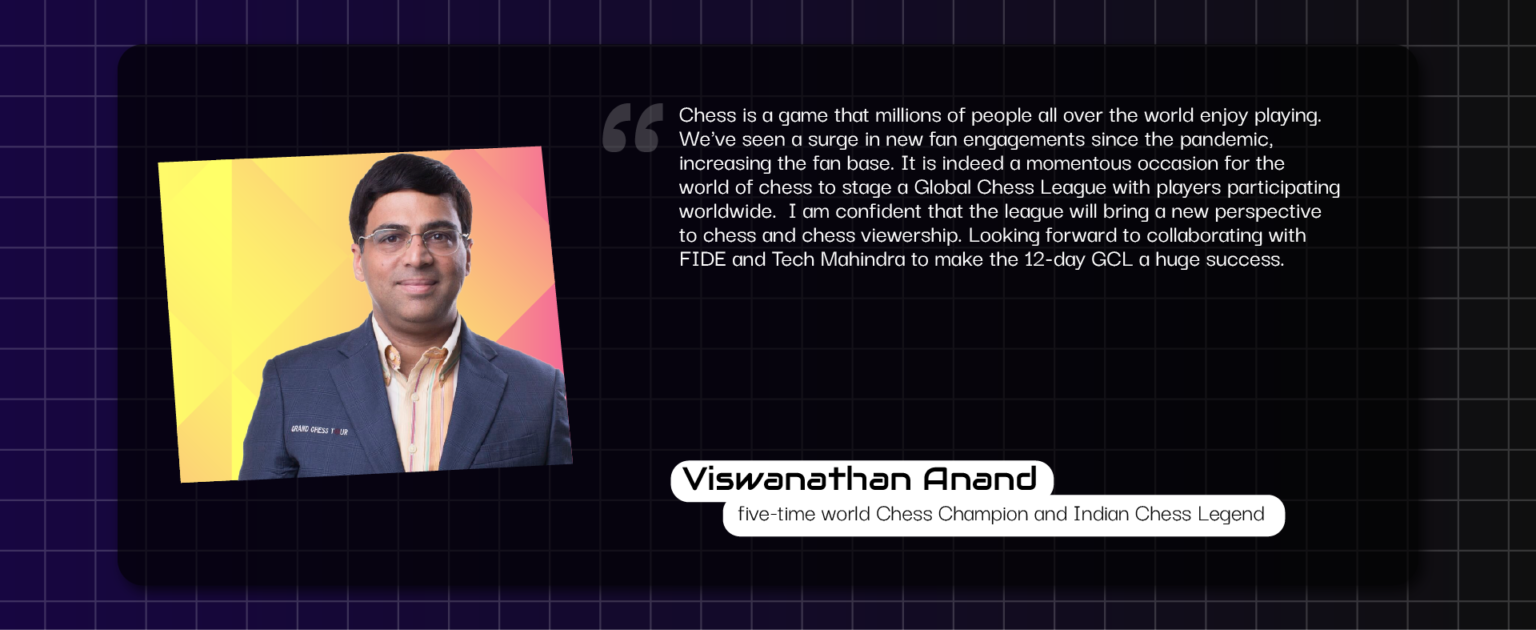 Chess is a game that millions of people all over the world enjoy playing.
We've seen a surge in new fan engagements since the pandemic,
increasing the fan base. It is indeed a momentous occasion for the
world of chess to stage a Global Chess League with players participating
worldwide.  I am confident that the league will bring a new perspective
to chess and chess viewership. Looking forward to collaborating with
FIDE and Tech Mahindra to make the 12-day GCL a huge success.
GRAND CHESS T UR
Viswanathan Anand
five-time world Chess Champion and Indian Chess Legend